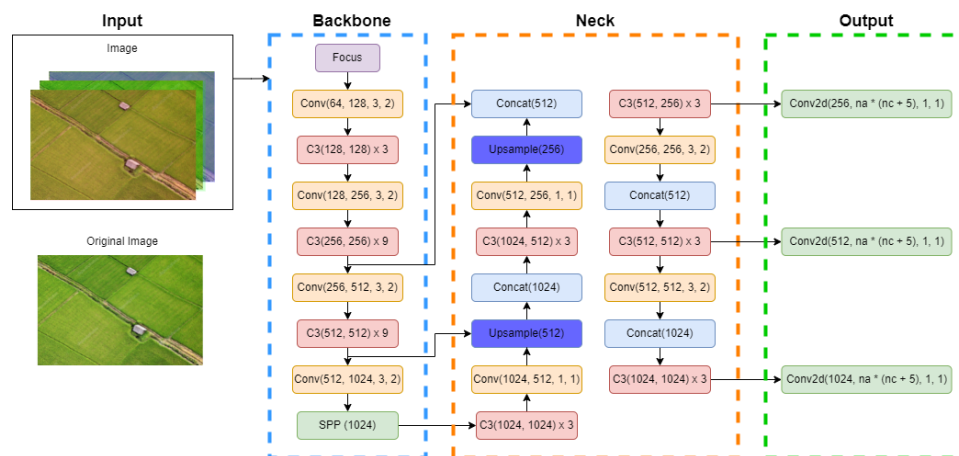 Input
Backbone
Neck
Output
Image
Original Image
Focus
Conv(64, 128, 3, 2)
C3(128, 128) x 3
Conv(128, 256, 3, 2)
C3(256, 256) x 9
Conv(256, 512, 3, 2)
C3(512, 512) x 9
Conv(512, 1024, 3, 2)
SPP (1024)
Concat(512)
Upsample(256)
Conv(512, 256, 1, 1)
C3(1024, 512) x 3
Concat(1024)
Upsample(512)
Conv(1024, 512, 1, 1)
C3(1024, 1024) x 3
C3(512, 256) x 3
Conv(256, 256, 3, 2)
Concat(512)
C3(512, 512) x 3
Conv(512, 512, 3, 2)
Concat(1024)
C3(1024, 1024) x 3
Conv2d(256, na * (nc + 5), 1, 1)
Conv2d(512, na * (nc + 5), 1, 1)
Conv2d(1024, na * (nc + 5), 1, 1)